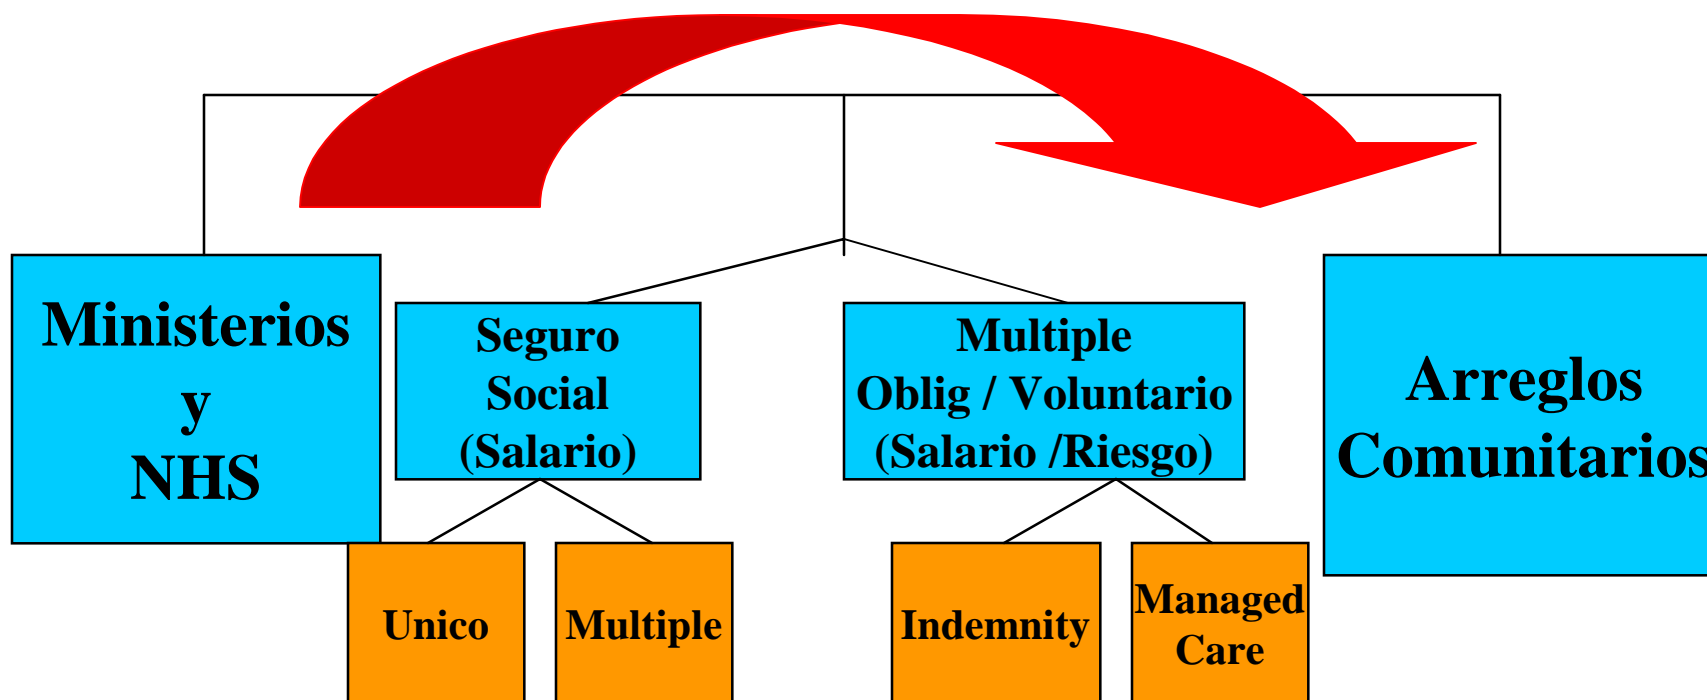 Ministerios
y
NHS
Seguro
Social
(Salario)
Multiple
Oblig / Voluntario
(Salario /Riesgo)
Arreglos
Comunitarios
Unico
Multiple
Indemnity
Managed
Care